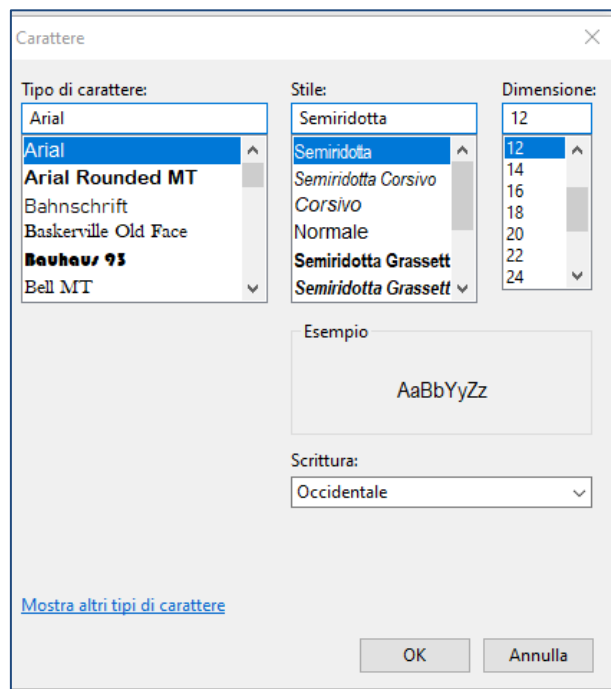 Carattere
Tipo di carattere:
Arial
Arial
Arial Rounded MT
Bahnschrift
Baskerville Old Face
Bauhaus 93
Bell MT
Stile:
Semiridotta
Semiridotta
Semiridotta Corsivo
Corsivo
Normale
Semiridotta Grassett
Semiridotta Grassett
Dimensione:
12
12
14
16
18
20
22
24
Esempio
AaBbYyZz
Scrittura:
Occidentale
Mostra altri tipi di carattere
OK
Annulla